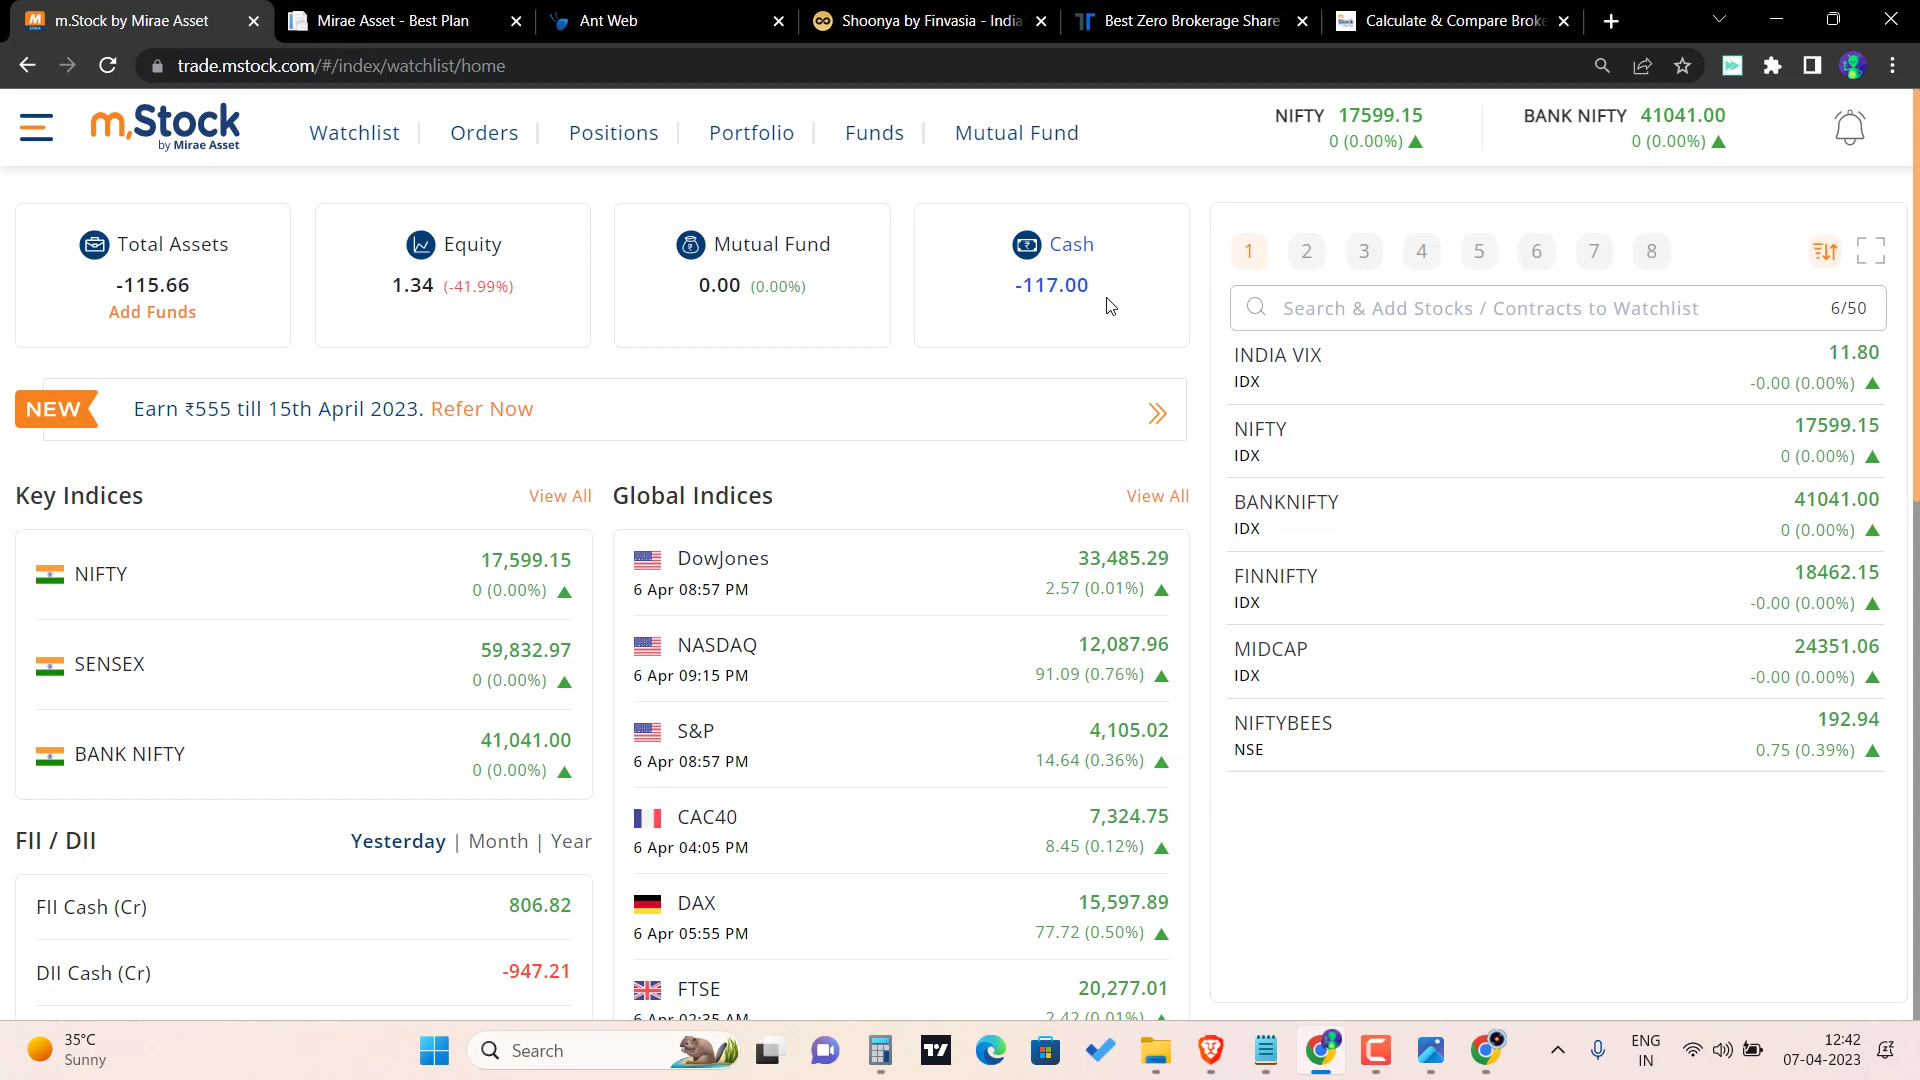 m.Stock by Mirae Asset
Mirae Asset - Best Plan
Ant Web
Shoonya by Finvasia - India
Best Zero Brokerage Share
Calculate & Compare Broke
trade.mstock.com/#/index/watchlist/home
m.Stock
by Mirae Asset
Watchlist
Orders
Positions
Portfolio
Funds
Mutual Fund
NIFTY 17599.15
0 (0.00%)
BANK NIFTY 41041.00
0 (0.00%)
Total Assets
-115.66
Add Funds
Equity
1.34 (-41.99%)
Mutual Fund
0.00 (0.00%)
Cash
-117.00
NEW
Earn ₹555 till 15th April 2023. Refer Now
Key Indices
View All
NIFTY
17,599.15
0 (0.00%)
SENSEX
59,832.97
0 (0.00%)
BANK NIFTY
41,041.00
0 (0.00%)
FII / DII
Yesterday | Month | Year
FII Cash (Cr)
806.82
DII Cash (Cr)
-947.21
Global Indices
View All
DowJones
33,485.29
6 Apr 08:57 PM
2.57 (0.01%)
NASDAQ
12,087.96
6 Apr 09:15 PM
91.09 (0.76%)
S&P
4,105.02
6 Apr 08:57 PM
14.64 (0.36%)
CAC40
7,324.75
6 Apr 04:05 PM
8.45 (0.12%)
DAX
15,597.89
6 Apr 05:55 PM
77.72 (0.50%)
FTSE
20,277.01
6 Apr 02:35 AM
2.42 (0.01%)
1 2 3 4 5 6 7 8
Search & Add Stocks / Contracts to Watchlist
6/50
INDIA VIX
11.80
IDX
-0.00 (0.00%)
NIFTY
17599.15
IDX
0 (0.00%)
BANKNIFTY
41041.00
IDX
0 (0.00%)
FINNIFTY
18462.15
IDX
-0.00 (0.00%)
MIDCAP
24351.06
IDX
-0.00 (0.00%)
NIFTYBEES
192.94
NSE
0.75 (0.39%)
35°C
Sunny
Search
ENG
IN
12:42
07-04-2023